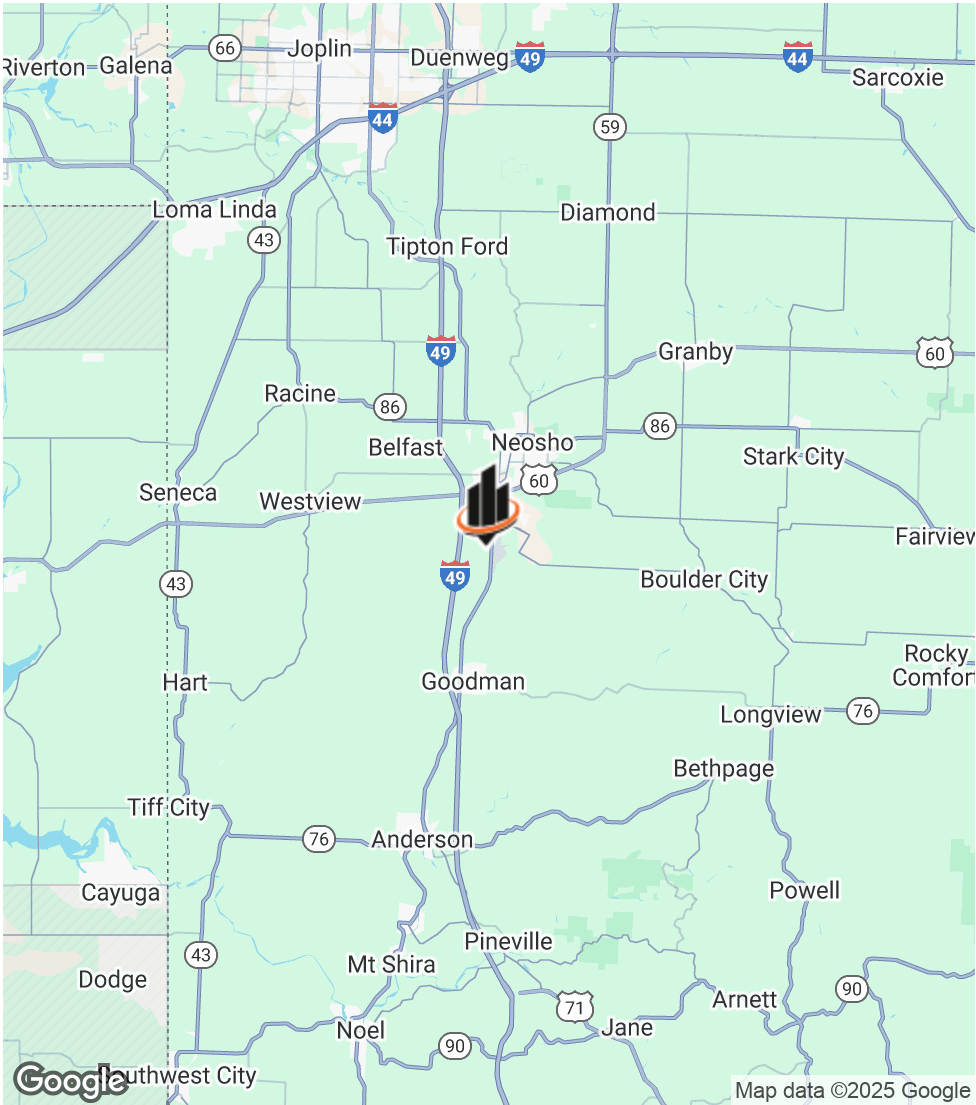 66
Joplin
Duenweg
49
44
Riverton
Galena
Sarcoxie
44
59
Loma Linda
Diamond
43
Tipton Ford
49
Granby
60
Racine
86
86
Belfast
Neosho
Stark City
60
Seneca
Westview
Fairview
49
Boulder City
43
Rocky
Comfort
Hart
Goodman
Longview
76
Bethpage
Tiff City
76
Anderson
Cayuga
Powell
Pineville
43
Mt Shira
Dodge
90
Arnett
71
Noel
Jane
90
Southwest City
Google
Map data ©2025 Google